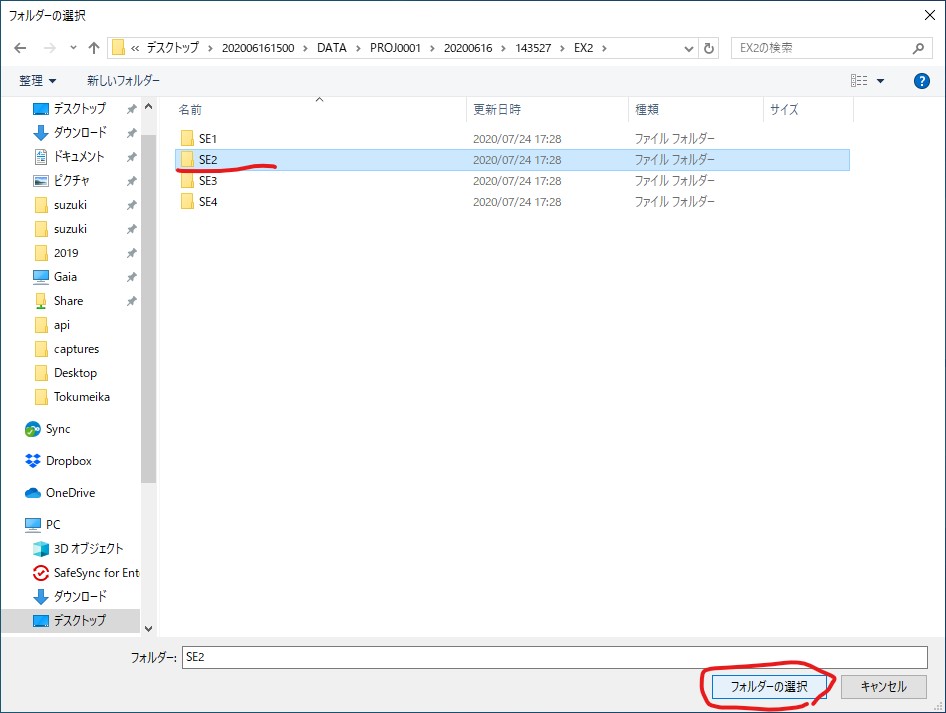 フォルダーの選択
« デスクトップ › 202006161500 › DATA › PROJ0001 › 20200616 › 143527 › EX2 ›
EX2の検索
整理
新しいフォルダー
名前
更新日時
種類
サイズ
SE1 2020/07/24 17:28 ファイル フォルダー
SE2 2020/07/24 17:28 ファイル フォルダー
SE3 2020/07/24 17:28 ファイル フォルダー
SE4 2020/07/24 17:28 ファイル フォルダー
デスクトップ
ダウンロード
ドキュメント
ピクチャ
suzuki
suzuki
2019
Gaia
Share
api
captures
Desktop
Tokumeika
Sync
Dropbox
OneDrive
PC
3D オブジェクト
SafeSync for Ent
ダウンロード
デスクトップ
フォルダー: SE2
フォルダーの選択
キャンセル